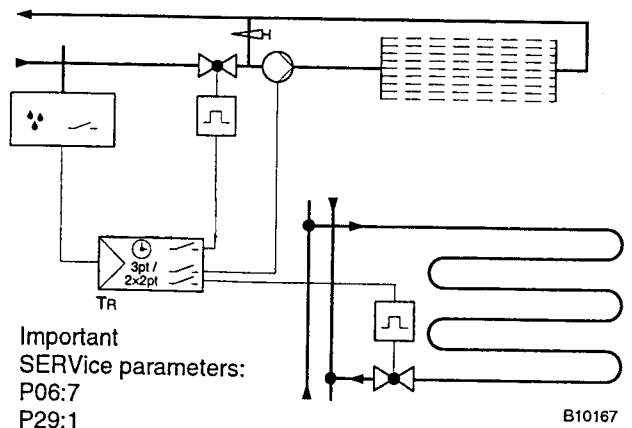 3pt /
2x2pt
TR
Important
SERVice parameters:
P06:7
P29:1
B10167